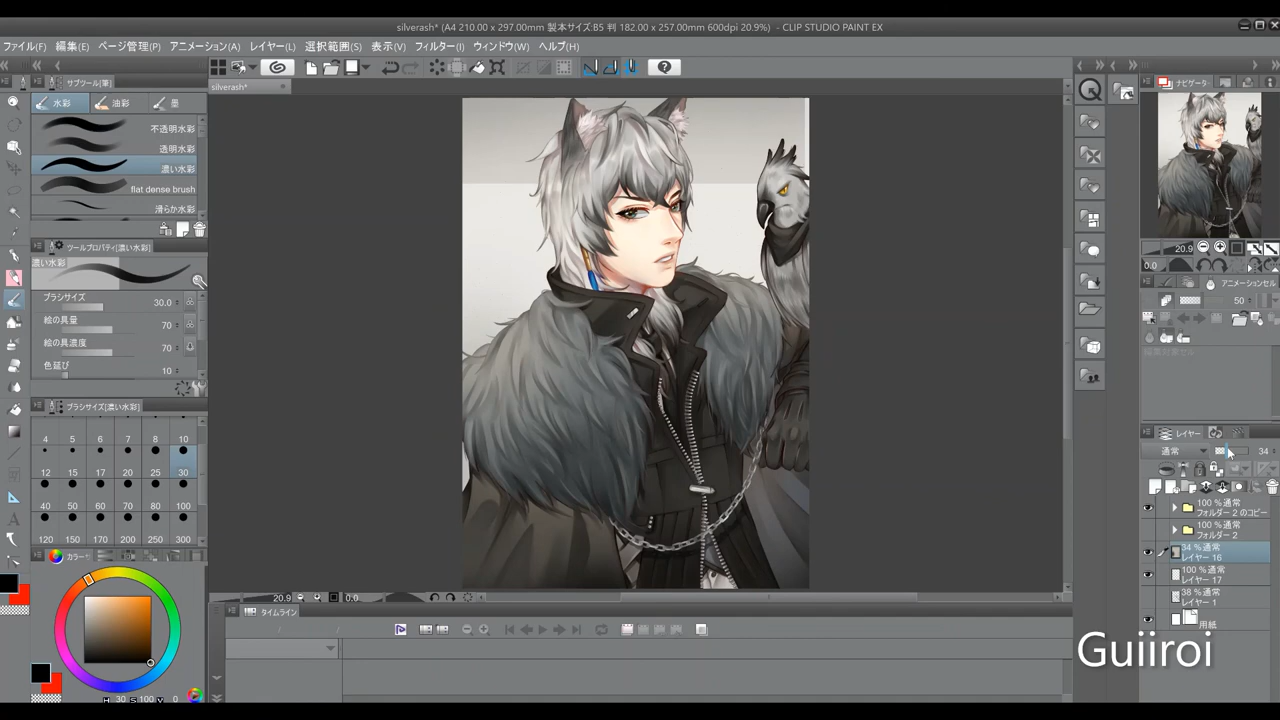 silverash* (A4 210.00 x 297.00mm 製本サイズ:B5 判 182.00 x 257.00mm 600dpi 20.9%) - CLIP STUDIO PAINT EX
ファイル(F) 編集(E) ページ管理(P) アニメーション(A) レイヤー(L) 選択範囲(S) 表示(V) フィルター(I) ウィンドウ(W) ヘルプ(H)
サブツール[筆]
silverash*
ナビゲーター
水彩 油彩 墨
不透明水彩
透明水彩
濃い水彩
flat dense brush
滑らか水彩
ツールプロパティ[濃い水彩]
濃い水彩
ブラシサイズ 30.0
絵の具量 70
絵の具濃度 70
色延び 10
ブラシサイズ[濃い水彩]
4 5 6 7 8 10
12 15 17 20 25 30
40 50 60 70 80 100
120 150 170 200 250 300
カラー
H 30 S 100 V 0
20.9 0.0
タイムライン
20.9
0.0
アニメーションセル
50
レイヤー
通常 34
100 %通常
フォルダー 2 のコピー
100 %通常
フォルダー 2
34 %通常
レイヤー 16
100 %通常
レイヤー 17
38 %通常
レイヤー 1
用紙
Guiiroi